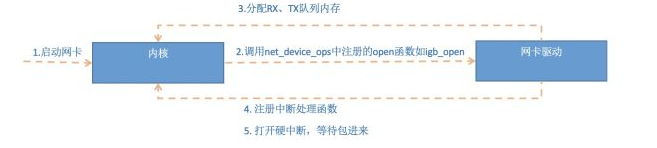 3.分配RX、TX队列内存
1.启动网卡
内核
2.调用net_device_ops中注册的open函数如igb_open
网卡驱动
4. 注册中断处理函数
5. 打开硬中断，等待包进来